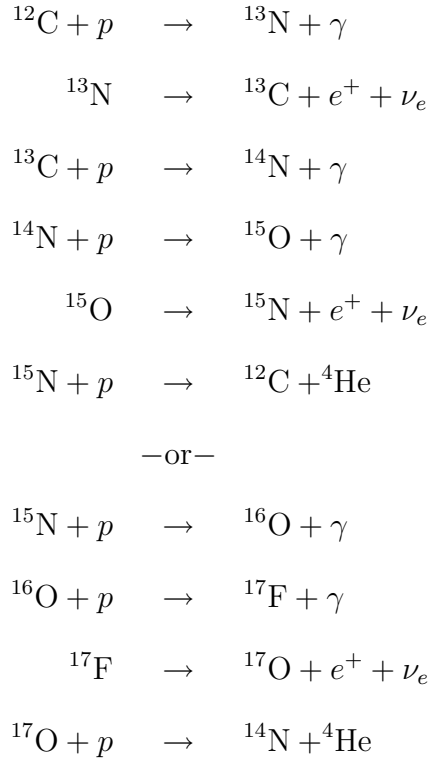 ¹²C + p → ¹³N + γ
¹³N → ¹³C + e⁺ + νₑ
¹³C + p → ¹⁴N + γ
¹⁴N + p → ¹⁵O + γ
¹⁵O → ¹⁵N + e⁺ + νₑ
¹⁵N + p → ¹²C + ⁴He
−or−
¹⁵N + p → ¹⁶O + γ
¹⁶O + p → ¹⁷F + γ
¹⁷F → ¹⁷O + e⁺ + νₑ
¹⁷O + p → ¹⁴N + ⁴He